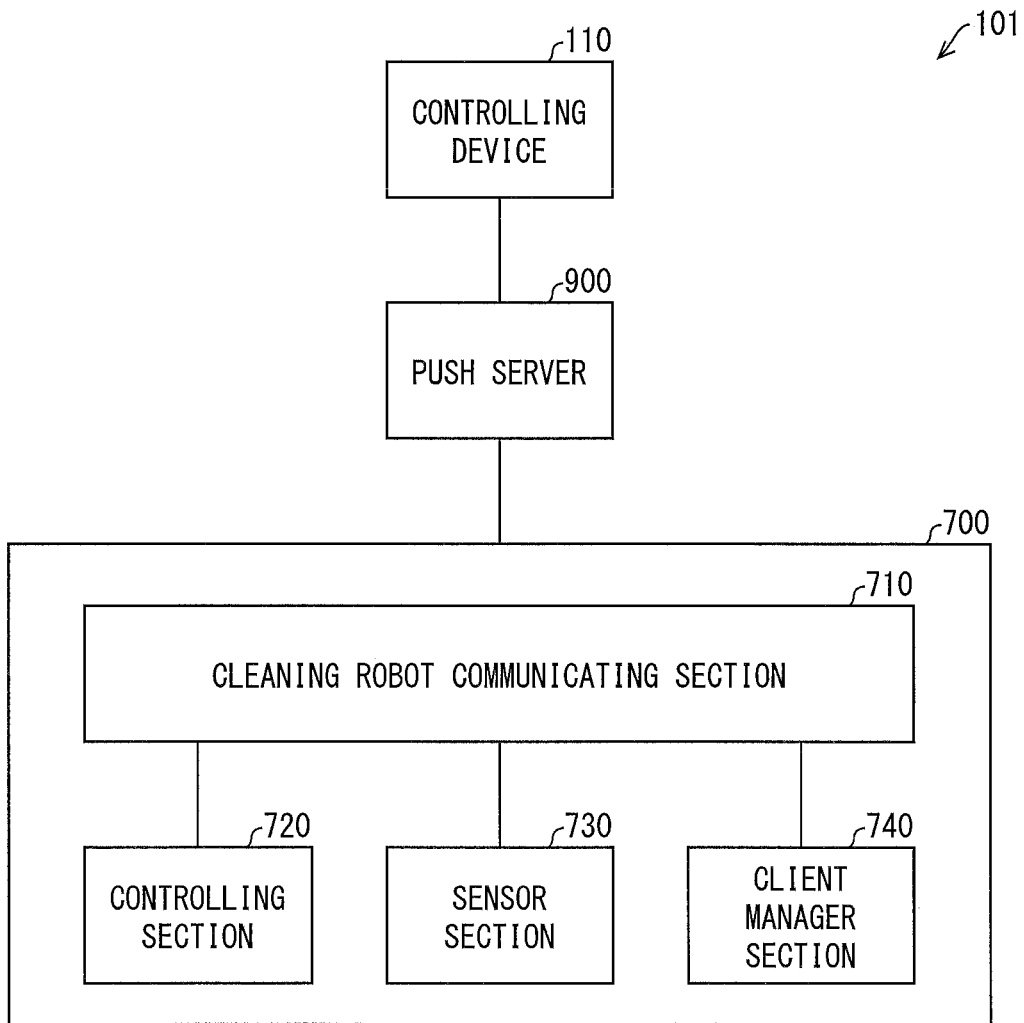 101
110
CONTROLLING
DEVICE
900
PUSH SERVER
700
710
CLEANING ROBOT COMMUNICATING SECTION
720
CONTROLLING
SECTION
730
SENSOR
SECTION
740
CLIENT
MANAGER
SECTION